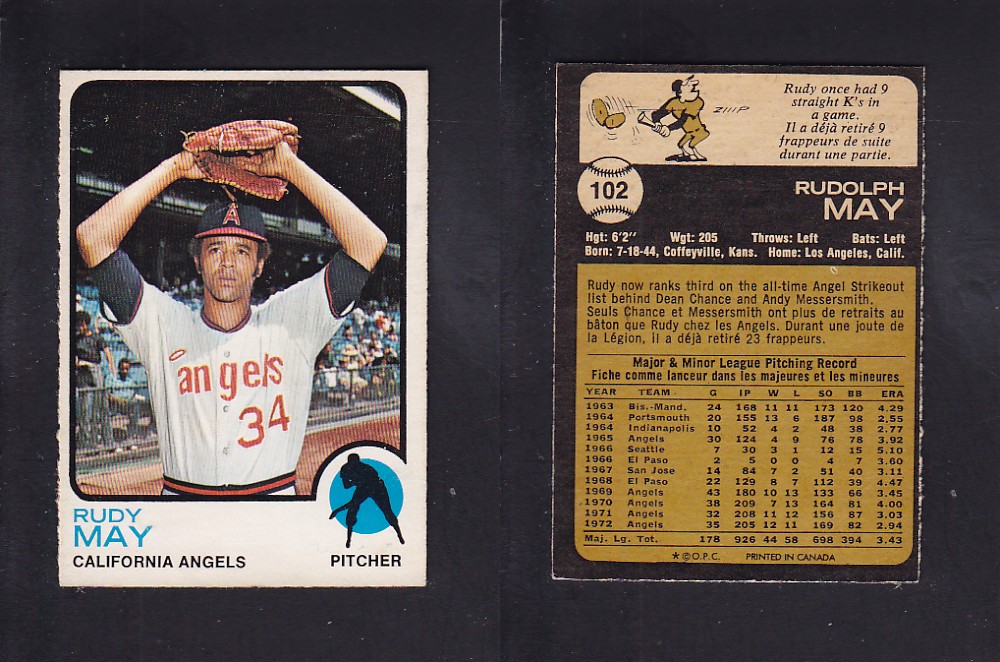 A
angels
34
RUDY
MAY
CALIFORNIA ANGELS
PITCHER
ZIIIP
Rudy once had 9
straight K's in
a game.
Il a déjà retiré 9
frappeurs de suite
durant une partie.
102
RUDOLPH
MAY
Hgt: 6'2" Wgt: 205 Throws: Left Bats: Left
Born: 7-18-44, Coffeyville, Kans. Home: Los Angeles, Calif.
Rudy now ranks third on the all-time Angel Strikeout
list behind Dean Chance and Andy Messersmith.
Seuls Chance et Messersmith ont plus de retraits au
bâton que Rudy chez les Angels. Durant une joute de
la Légion, il a déjà retiré 23 frappeurs.
Major & Minor League Pitching Record
Fiche comme lanceur dans les majeures et les mineures
YEAR TEAM G IP W L SO BB ERA
1963 Bis.-Mand. 24 168 11 11 173 120 4.29
1964 Portsmouth 20 155 13 6 187 98 2.55
1964 Indianapolis 10 52 4 2 48 38 2.77
1965 Angels 30 124 4 9 76 78 3.92
1966 Seattle 7 30 3 1 12 15 5.10
1966 El Paso 2 5 0 0 4 7 3.60
1967 San Jose 14 84 7 2 51 40 3.11
1968 El Paso 22 129 8 7 112 39 4.47
1969 Angels 43 180 10 13 133 66 3.45
1970 Angels 38 209 7 13 164 81 4.00
1971 Angels 32 208 11 12 156 87 3.03
1972 Angels 35 205 12 11 169 82 2.94
Maj. Lg. Tot. 178 926 44 58 698 394 3.43
*©O.P.C. PRINTED IN CANADA